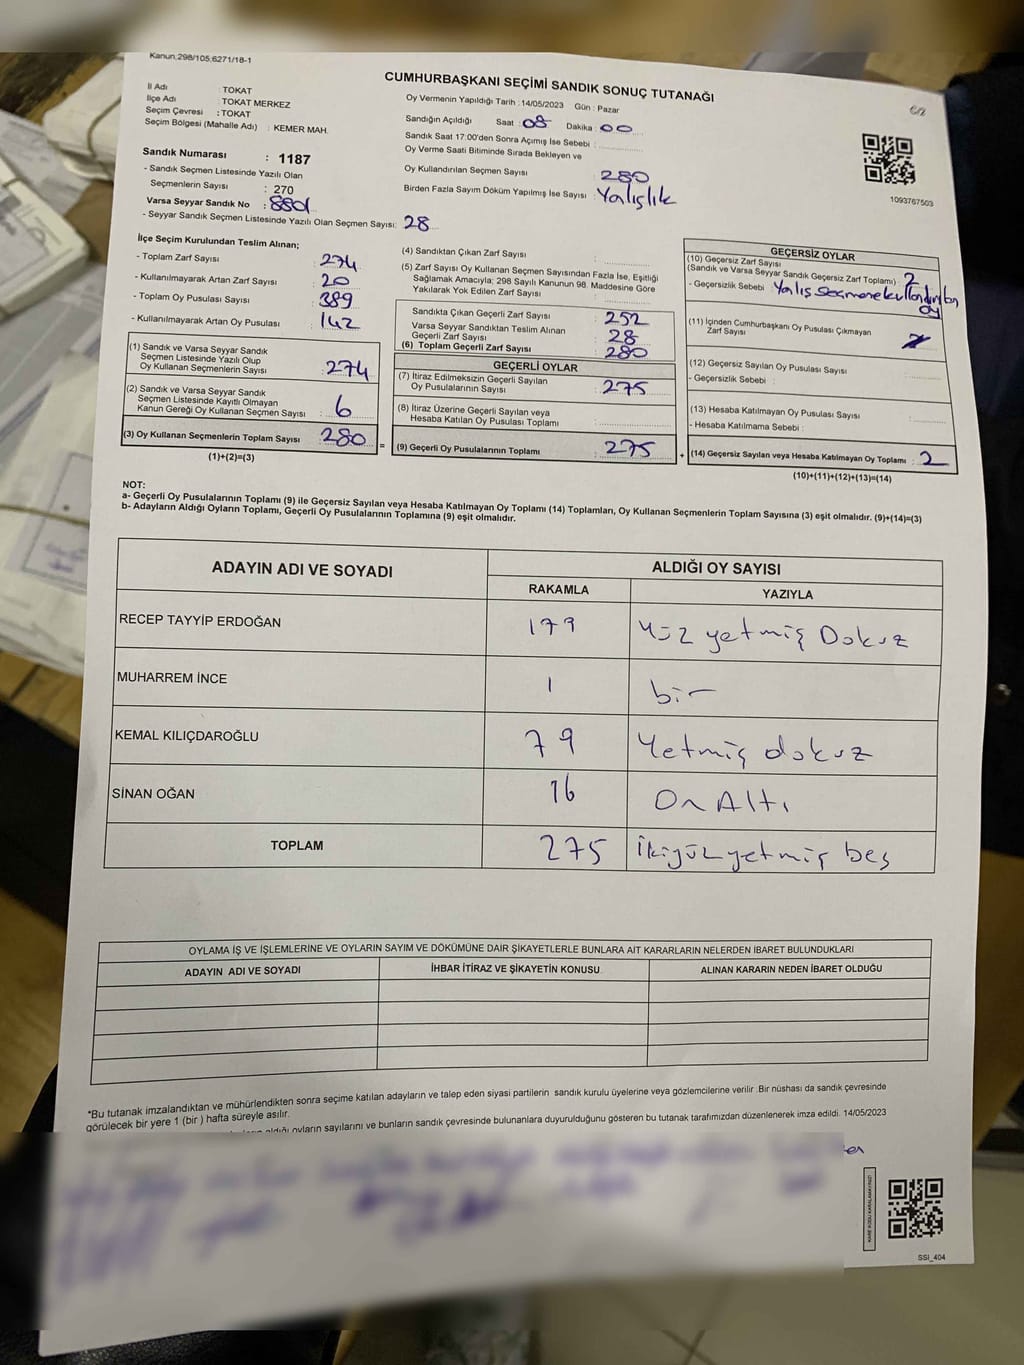 Kanun;298/105;6271/18-1
CUMHURBAŞKANI SEÇİMİ SANDIK SONUÇ TUTANAĞI
İl Adı : TOKAT
İlçe Adı : TOKAT MERKEZ
Seçim Çevresi : TOKAT
Seçim Bölgesi (Mahalle Adı) : KEMER MAH.
Sandık Numarası : 1187
- Sandık Seçmen Listesinde Yazılı Olan
Seçmenlerin Sayısı : 270
Varsa Seyyar Sandık No :
- Seyyar Sandık Seçmen Listesinde Yazılı Olan Seçmen Sayısı: 28
Oy Vermenin Yapıldığı Tarih :14/05/2023 Gün : Pazar
Sandığın Açıldığı Saat : 08 Dakika : 00
Sandık Saat 17:00'den Sonra Açımış İse Sebebi :
Oy Verme Saati Bitiminde Sırada Bekleyen ve
Oy Kullandırılan Seçmen Sayısı : 280
Birden Fazla Sayım Döküm Yapılmış İse Sayısı : Yalışlık
1093767503
İlçe Seçim Kurulundan Teslim Alınan;
- Toplam Zarf Sayısı : 274
- Kullanılmayarak Artan Zarf Sayısı : 20
- Toplam Oy Pusulası Sayısı : 389
- Kullanılmayarak Artan Oy Pusulası : 142
(1) Sandık ve Varsa Seyyar Sandık
Seçmen Listesinde Yazılı Olup
Oy Kullanan Seçmenlerin Sayısı : 274
(2) Sandık ve Varsa Seyyar Sandık
Seçmen Listesinde Kayıtlı Olmayan
Kanun Gereği Oy Kullanan Seçmen Sayısı : 6
(3) Oy Kullanan Seçmenlerin Toplam Sayısı : 280
(1)+(2)=(3)
=
(4) Sandıktan Çıkan Zarf Sayısı :
(5) Zarf Sayısı Oy Kullanan Seçmen Sayısından Fazla İse, Eşitliği
Sağlamak Amacıyla; 298 Sayılı Kanunun 98. Maddesine Göre
Yakılarak Yok Edilen Zarf Sayısı :
Sandıkta Çıkan Geçerli Zarf Sayısı : 252
Varsa Seyyar Sandıktan Teslim Alınan
Geçerli Zarf Sayısı : 28
(6) Toplam Geçerli Zarf Sayısı : 280
GEÇERLİ OYLAR
(7) İtiraz Edilmeksizin Geçerli Sayılan
Oy Pusulalarının Sayısı : 275
(8) İtiraz Üzerine Geçerli Sayılan veya
Hesaba Katılan Oy Pusulası Toplamı :
(9) Geçerli Oy Pusulalarının Toplamı : 275
+
GEÇERSİZ OYLAR
(10) Geçersiz Zarf Sayısı
(Sandık ve Varsa Seyyar Sandık Geçersiz Zarf Toplamı) : 2
- Geçersizlik Sebebi : Yanlış seçmene
oy
(11) İçinden Cumhurbaşkanı Oy Pusulası Çıkmayan
Zarf Sayısı :
(12) Geçersiz Sayılan Oy Pusulası Sayısı :
- Geçersizlik Sebebi :
(13) Hesaba Katılmayan Oy Pusulası Sayısı :
- Hesaba Katılmama Sebebi :
(14) Geçersiz Sayılan veya Hesaba Katılmayan Oy Toplamı : 2
(10)+(11)+(12)+(13)=(14)
NOT:
a- Geçerli Oy Pusulalarının Toplamı (9) ile Geçersiz Sayılan veya Hesaba Katılmayan Oy Toplamı (14) Toplamları, Oy Kullanan Seçmenlerin Toplam Sayısına (3) eşit olmalıdır. (9)+(14)=(3)
b- Adayların Aldığı Oyların Toplamı, Geçerli Oy Pusulalarının Toplamına (9) eşit olmalıdır.
ADAYIN ADI VE SOYADI ALDIĞI OY SAYISI
RAKAMLA YAZIYLA
RECEP TAYYİP ERDOĞAN 179 Yüz yetmiş Dokuz
MUHARREM İNCE 1 bir
KEMAL KILIÇDAROĞLU 79 Yetmiş dokuz
SİNAN OĞAN 16 On Altı
TOPLAM 275 İkiyüz yetmiş beş
OYLAMA İŞ VE İŞLEMLERİNE VE OYLARIN SAYIM VE DÖKÜMÜNE DAİR ŞİKAYETLERLE BUNLARA AİT KARARLARIN NELERDEN İBARET BULUNDUKLARI
ADAYIN ADI VE SOYADI İHBAR İTİRAZ VE ŞİKAYETİN KONUSU ALINAN KARARIN NEDEN İBARET OLDUĞU
*Bu tutanak imzalandıktan ve mühürlendikten sonra seçime katılan adayların ve talep eden siyasi partilerin sandık kurulu üyelerine veya gözlemcilerine verilir .Bir nüshası da sandık çevresinde
görülecek bir yere 1 (bir ) hafta süreyle asılır.
aldığı oyların sayılarını ve bunların sandık çevresinde bulunanlara duyurulduğunu gösteren bu tutanak tarafımızdan düzenlenerek imza edildi. 14/05/2023
SSI_404